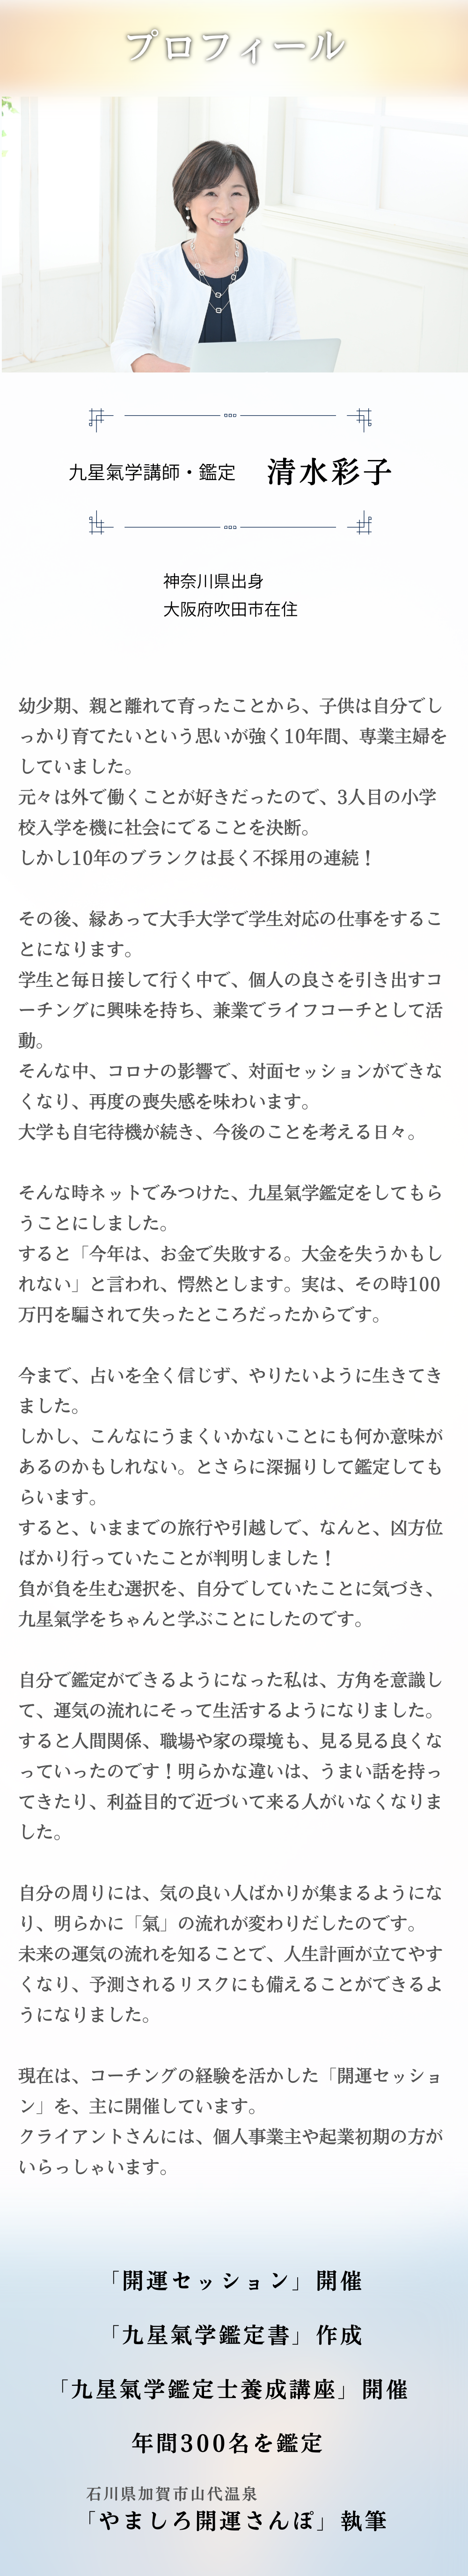 プロフィール
九星氣学講師・鑑定　清水彩子
神奈川県出身
大阪府吹田市在住
幼少期、親と離れて育ったことから、子供は自分でし
っかり育てたいという思いが強く10年間、専業主婦を
していました。
元々は外で働くことが好きだったので、3人目の小学
校入学を機に社会にでることを決断。
しかし10年のブランクは長く不採用の連続！
その後、縁あって大手大学で学生対応の仕事をするこ
とになります。
学生と毎日接して行く中で、個人の良さを引き出すコ
ーチングに興味を持ち、兼業でライフコーチとして活
動。
そんな中、コロナの影響で、対面セッションができな
くなり、再度の喪失感を味わいます。
大学も自宅待機が続き、今後のことを考える日々。
そんな時ネットでみつけた、九星氣学鑑定をしてもら
うことにしました。
すると「今年は、お金で失敗する。大金を失うかもし
れない」と言われ、愕然とします。実は、その時100
万円を騙されて失ったところだったからです。
今まで、占いを全く信じず、やりたいように生きてき
ました。
しかし、こんなにうまくいかないことにも何か意味が
あるのかもしれない。とさらに深掘りして鑑定しても
らいます。
すると、いままでの旅行や引越しで、なんと、凶方位
ばかり行っていたことが判明しました！
負が負を生む選択を、自分でしていたことに気づき、
九星氣学をちゃんと学ぶことにしたのです。
自分で鑑定ができるようになった私は、方角を意識し
て、運気の流れにそって生活するようになりました。
すると人間関係、職場や家の環境も、見る見る良くな
っていったのです！明らかな違いは、うまい話を持っ
てきたり、利益目的で近づいて来る人がいなくなりま
した。
自分の周りには、気の良い人ばかりが集まるようにな
り、明らかに「氣」の流れが変わりだしたのです。
未来の運気の流れを知ることで、人生計画が立てやす
くなり、予測されるリスクにも備えることができるよ
うになりました。
現在は、コーチングの経験を活かした「開運セッショ
ン」を、主に開催しています。
クライアントさんには、個人事業主や起業初期の方が
いらっしゃいます。
「開運セッション」開催
「九星氣学鑑定書」作成
「九星氣学鑑定士養成講座」開催
年間300名を鑑定
石川県加賀市山代温泉
「やましろ開運さんぽ」執筆